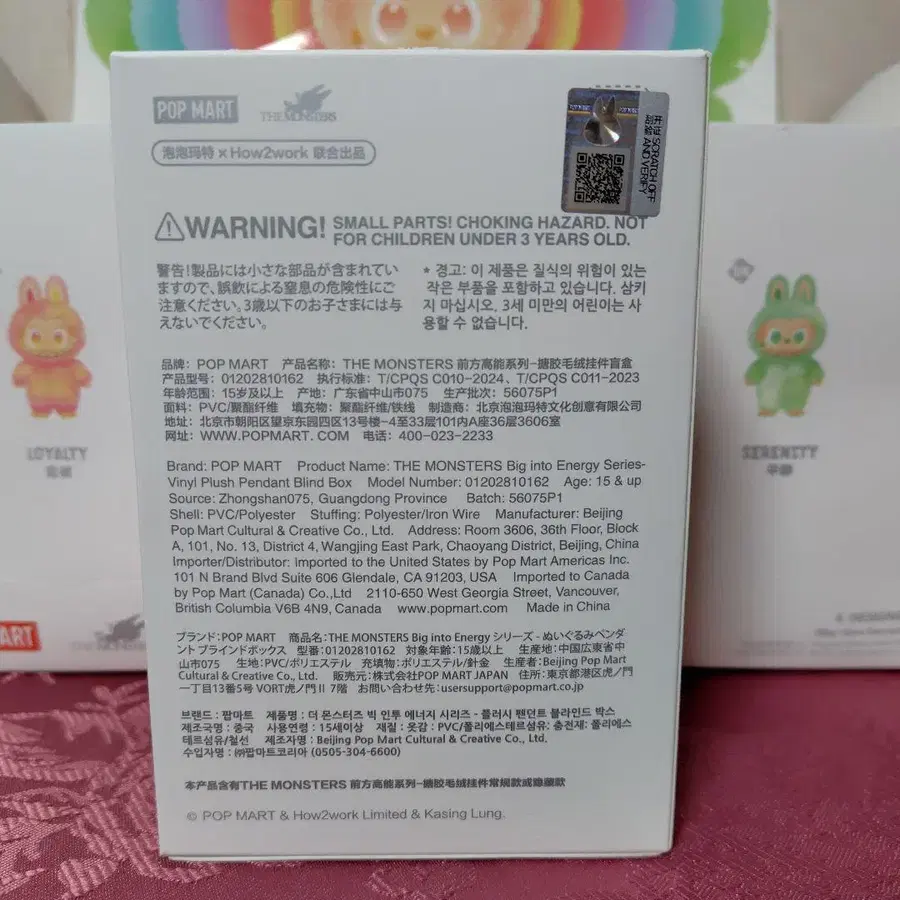 POP MART
THE MONSTERS
泡泡玛特 × How2work 联合出品
POP MART
SCRATCH OFF
AND VERIFY
WARNING! SMALL PARTS! CHOKING HAZARD. NOT
FOR CHILDREN UNDER 3 YEARS OLD.
警告!製品には小さな部品が含まれてい
ますので、誤飲による窒息の危険性にご
注意ください。3歳以下のお子さまには与
えないでください。
* 경고: 이 제품은 질식의 위험이 있는
작은 부품을 포함하고 있습니다. 삼키
지 마십시오, 3세 미만의 어린이는 사
용할 수 없습니다.
品牌: POP MART 产品名称: THE MONSTERS 前方高能系列-搪胶毛绒挂件盲盒
产品型号: 01202810162 执行标准: T/CPQS C010-2024、T/CPQS C011-2023
年龄范围: 15岁及以上 产地: 广东省中山市075 生产批次: 56075P1
面料: PVC/聚酯纤维 填充物: 聚酯纤维/铁线 制造商: 北京泡泡玛特文化创意有限公司
地址: 北京市朝阳区望京东园四区13号楼-4至33层101内A座36层3606室
网址: WWW.POPMART. COM 电话: 400-023-2233
Brand: POP MART Product Name: THE MONSTERS Big into Energy Series-
Vinyl Plush Pendant Blind Box Model Number: 01202810162 Age: 15 & up
Source: Zhongshan075, Guangdong Province Batch: 56075P1
Shell: PVC/Polyester Stuffing: Polyester/Iron Wire Manufacturer: Beijing
Pop Mart Cultural & Creative Co., Ltd. Address: Room 3606, 36th Floor, Block
A, 101, No. 13, District 4, Wangjing East Park, Chaoyang District, Beijing, China
Importer/Distributor: Imported to the United States by Pop Mart Americas Inc.
101 N Brand Blvd Suite 606 Glendale, CA 91203, USA Imported to Canada
by Pop Mart (Canada) Co.,Ltd 2110-650 West Georgia Street, Vancouver,
British Columbia V6B 4N9, Canada www.popmart.com Made in China
ブランド: POP MART 商品名: THE MONSTERS Big into Energy シリーズ - ぬいぐるみペンダ
ント ブラインドボックス 型番: 01202810162 対象年齢: 15歳以上 生産地: 中国広東省中
山市075 生地: PVC/ポリエステル 充填物: ポリエステル/針金 生産者: Beijing Pop Mart
Cultural & Creative Co., Ltd. 販売元: 株式会社POP MART JAPAN 住所: 東京都港区虎ノ門
一丁目13番5号 VORT虎ノ門Ⅱ 7階 お問い合わせ先: usersupport@popmart.co.jp
브랜드 : 팝마트 제품명 : 더 몬스터즈 빅 인투 에너지 시리즈 - 플러시 팬던트 블라인드 박스
제조국명 : 중국 사용연령 : 15세이상 재질 : 옷감 : PVC/폴리에스테르섬유; 충전재: 폴리에스
테르섬유/철선 제조자명 : Beijing Pop Mart Cultural & Creative Co., Ltd.
수입자명 : ㈜팝마트코리아 (0505-304-6600)
本产品含有THE MONSTERS 前方高能系列-搪胶毛绒挂件常规款或隐藏款
© POP MART & How2work Limited & Kasing Lung.
LOYALTY
SERENITY
MART